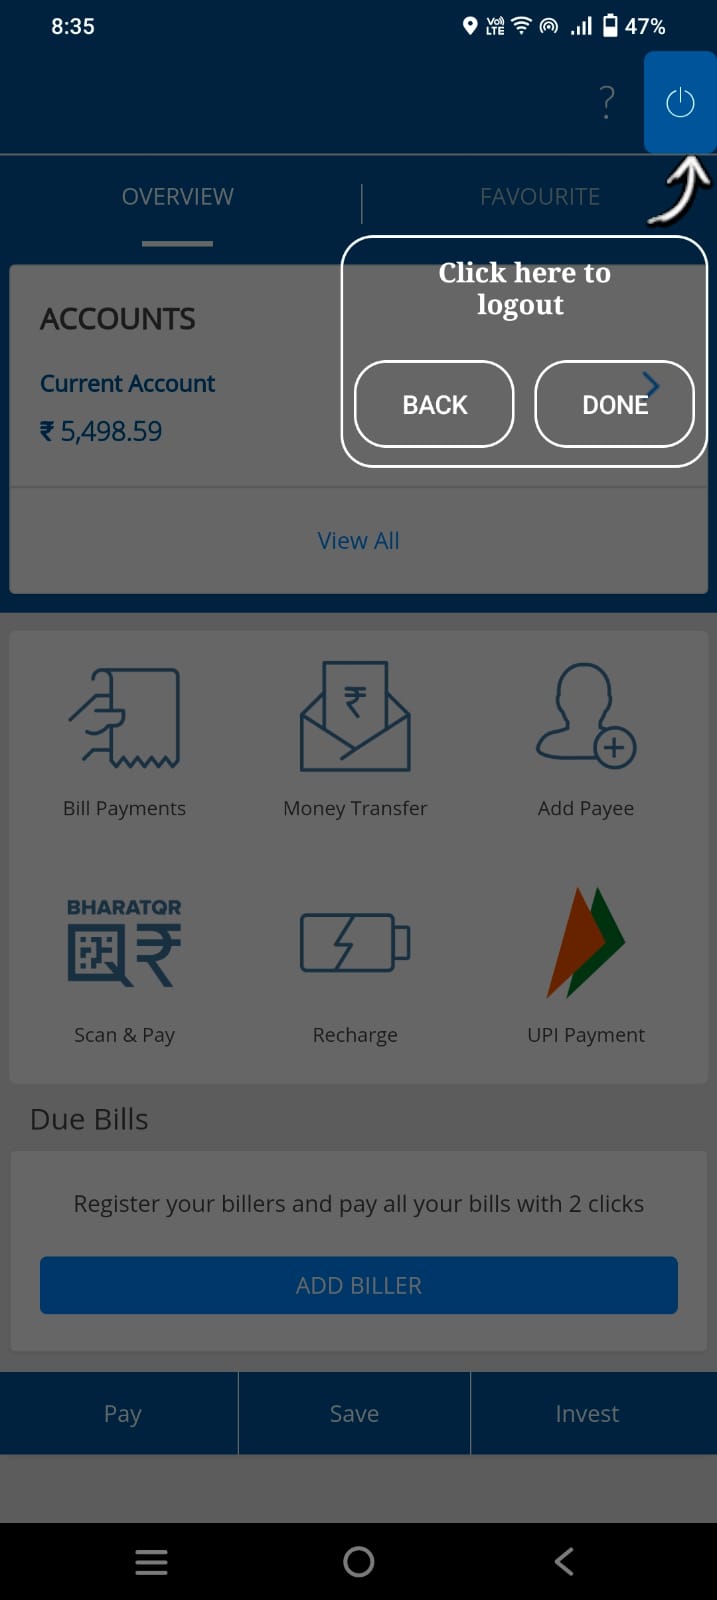 8:35 Vo) LTE 47%
?
OVERVIEW FAVOURITE
Click here to
logout
BACK DONE
ACCOUNTS
Current Account
₹ 5,498.59
View All
₹
Bill Payments Money Transfer Add Payee
BHARATQR
₹
Scan & Pay Recharge UPI Payment
Due Bills
Register your billers and pay all your bills with 2 clicks
ADD BILLER
Pay Save Invest